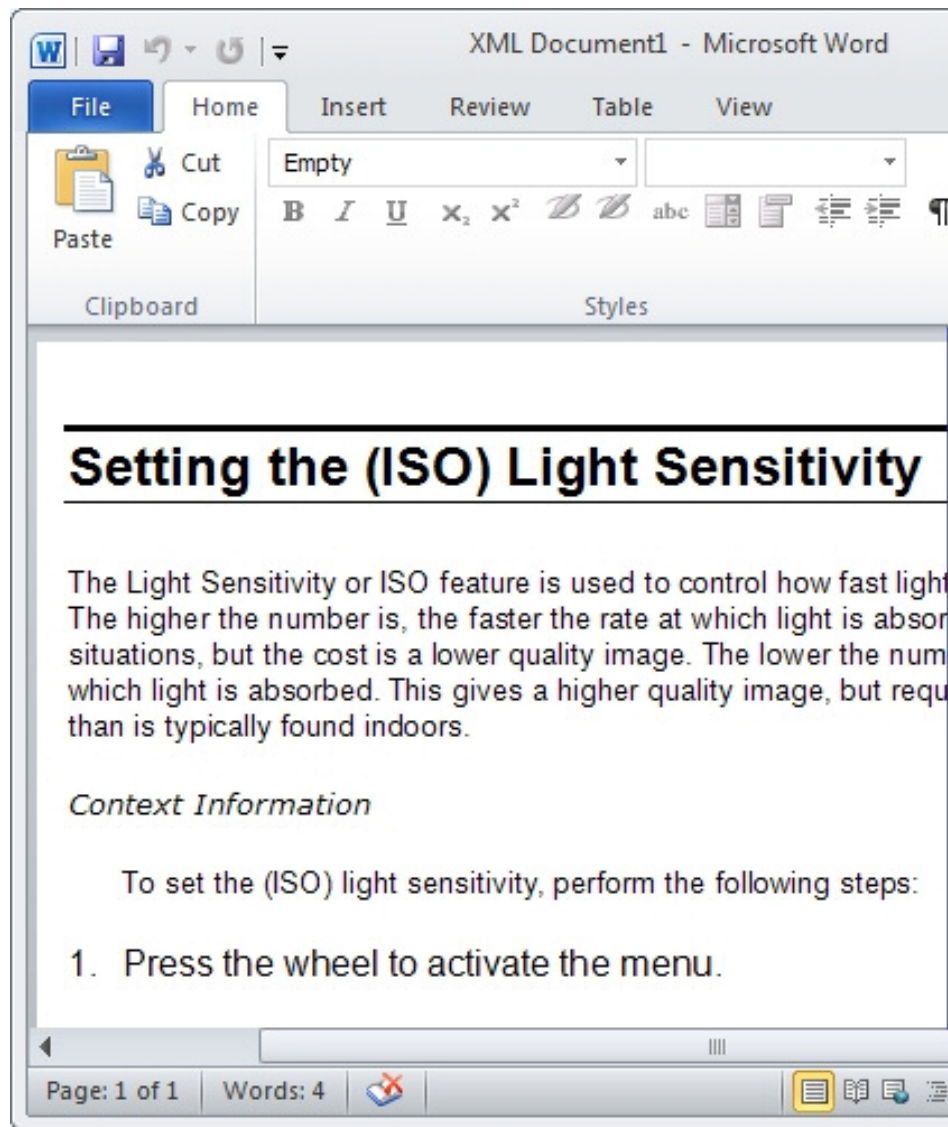 XML Document1 - Microsoft Word
File Home Insert Review Table View
Cut Empty
Copy B I U X₂ X² abc ¶
Paste
Clipboard Styles
Setting the (ISO) Light Sensitivity
The Light Sensitivity or ISO feature is used to control how fast light
The higher the number is, the faster the rate at which light is absor
situations, but the cost is a lower quality image. The lower the num
which light is absorbed. This gives a higher quality image, but requ
than is typically found indoors.
Context Information
To set the (ISO) light sensitivity, perform the following steps:
1. Press the wheel to activate the menu.
Page: 1 of 1 Words: 4